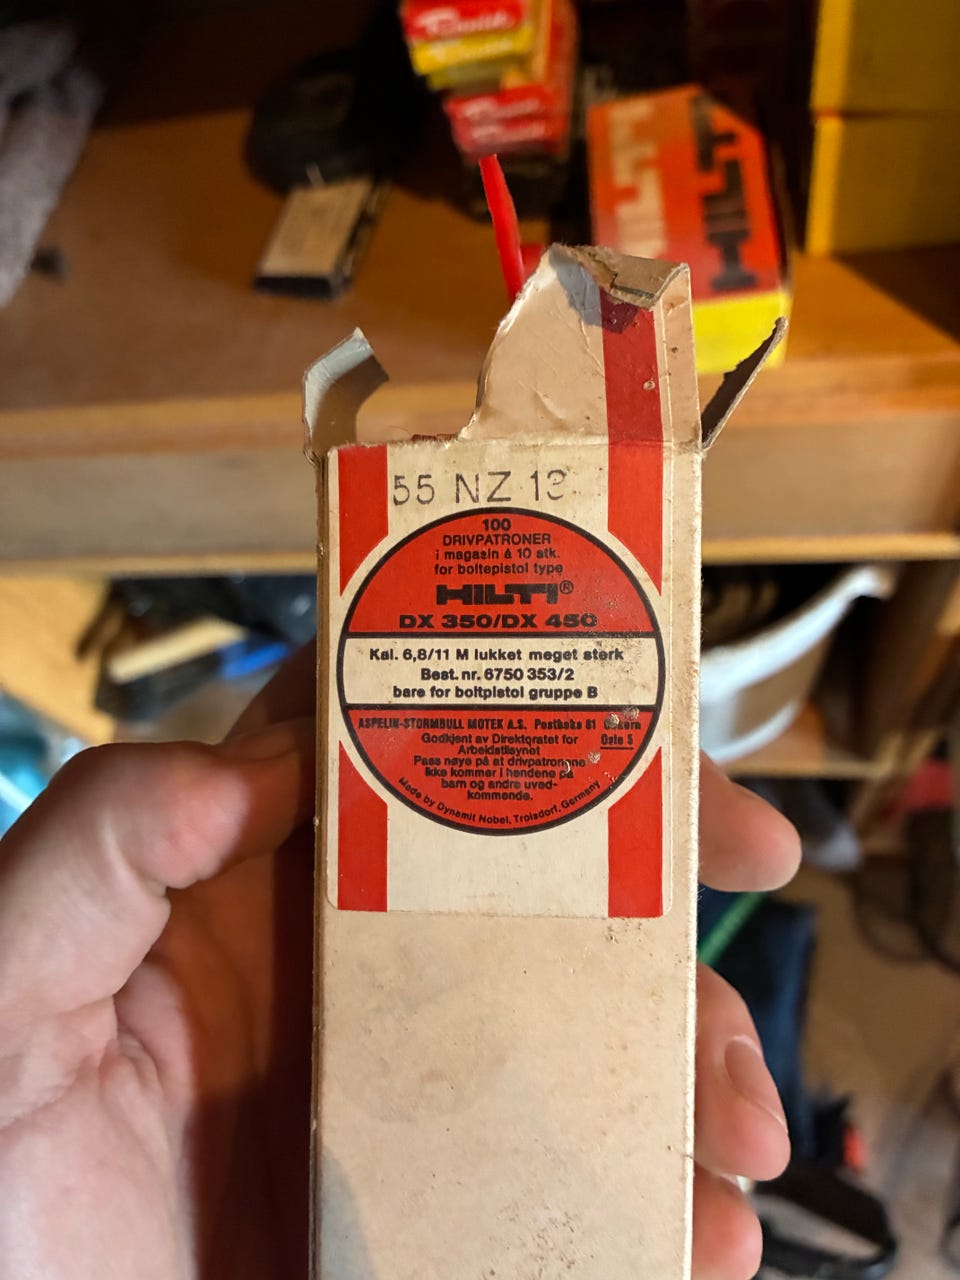 55 NZ 13
100
DRIVPATRONER
i magasin á 10 stk.
for boltepistol type
HILTI®
DX 350/DX 450
Kal. 6,8/11 M lukket meget sterk
Best. nr. 6750 353/2
bare for boltpistol gruppe B
ASPELIN-STORMBULL MOTEK A.S. Postboks 81 Økern
Oslo 5
Godkjent av Direktoratet for
Arbeidstilsynet
Pass nøye på at drivpatronene
ikke kommer i hendene på
barn og andre uved-
kommende.
Made by Dynamit Nobel, Troisdorf, Germany
HILTI